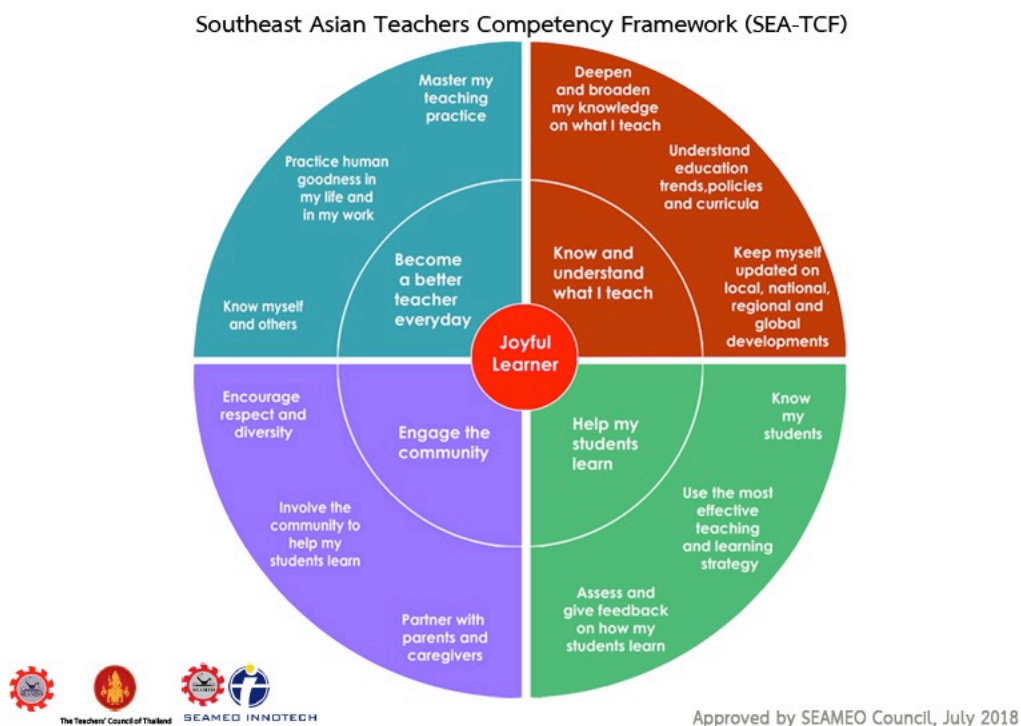 Southeast Asian Teachers Competency Framework (SEA-TCF)
Master my
teaching
practice
Practice human
goodness in
my life and
in my work
Know myself
and others
Become
a better
teacher
everyday
Deepen
and broaden
my knowledge
on what I teach
Understand
education
trends,policies
and curricula
Keep myself
updated on
local, national,
regional and
global
developments
Know and
understand
what I teach
Joyful
Learner
Encourage
respect and
diversity
Involve the
community to
help my
students learn
Partner with
parents and
caregivers
Engage the
community
Help my
students
learn
Know
my
students
Use the most
effective
teaching
and learning
strategy
Assess and
give feedback
on how my
students learn
SEAMEO
The Teachers' Council of Thailand
SEAMEO
SEAMEO INNOTECH
Approved by SEAMEO Council, July 2018